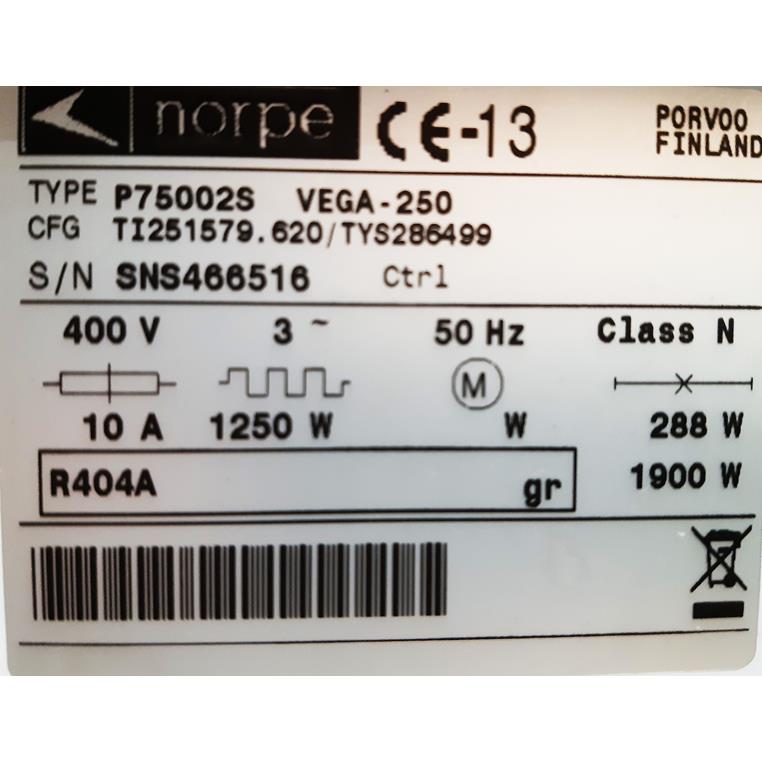 norpe CE-13 PORVOO
FINLAND
TYPE P75002S VEGA-250
CFG TI251579.620/TYS286499
S/N SNS466516 Ctrl
400 V 3 ~ 50 Hz Class N
M
10 A 1250 W W 288 W
R404A gr 1900 W